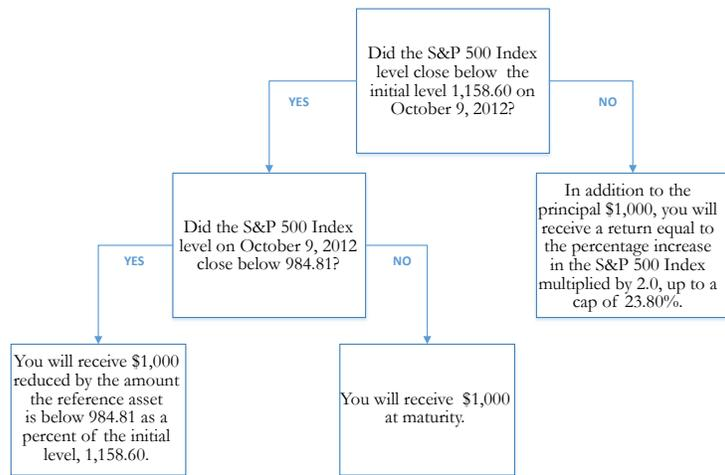 Did the S&P 500 Index
level close below the
initial level 1,158.60 on
October 9, 2012?
YES
NO
Did the S&P 500 Index
level on October 9, 2012
close below 984.81?
In addition to the
principal $1,000, you will
receive a return equal to
the percentage increase
in the S&P 500 Index
multiplied by 2.0, up to a
cap of 23.80%.
YES
NO
You will receive $1,000
reduced by the amount
the reference asset
is below 984.81 as a
percent of the initial
level, 1,158.60.
You will receive $1,000
at maturity.